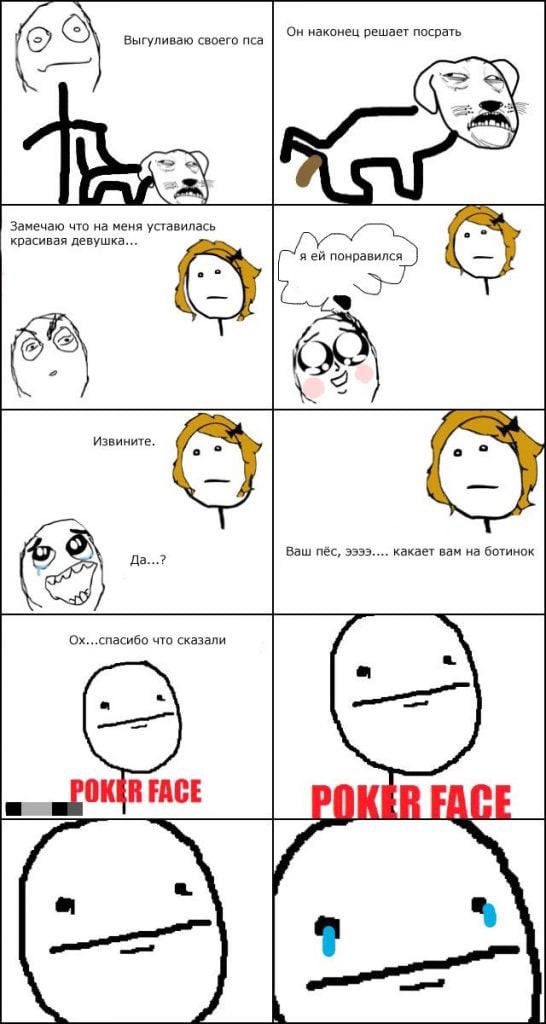 Выгуливаю своего пса
Он наконец решает посрать
Замечаю что на меня уставилась
красивая девушка...
я ей понравился
Извините.
Да...?
Ваш пёс, ээээ.... какает вам на ботинок
Ох...спасибо что сказали
POKER FACE
POKER FACE